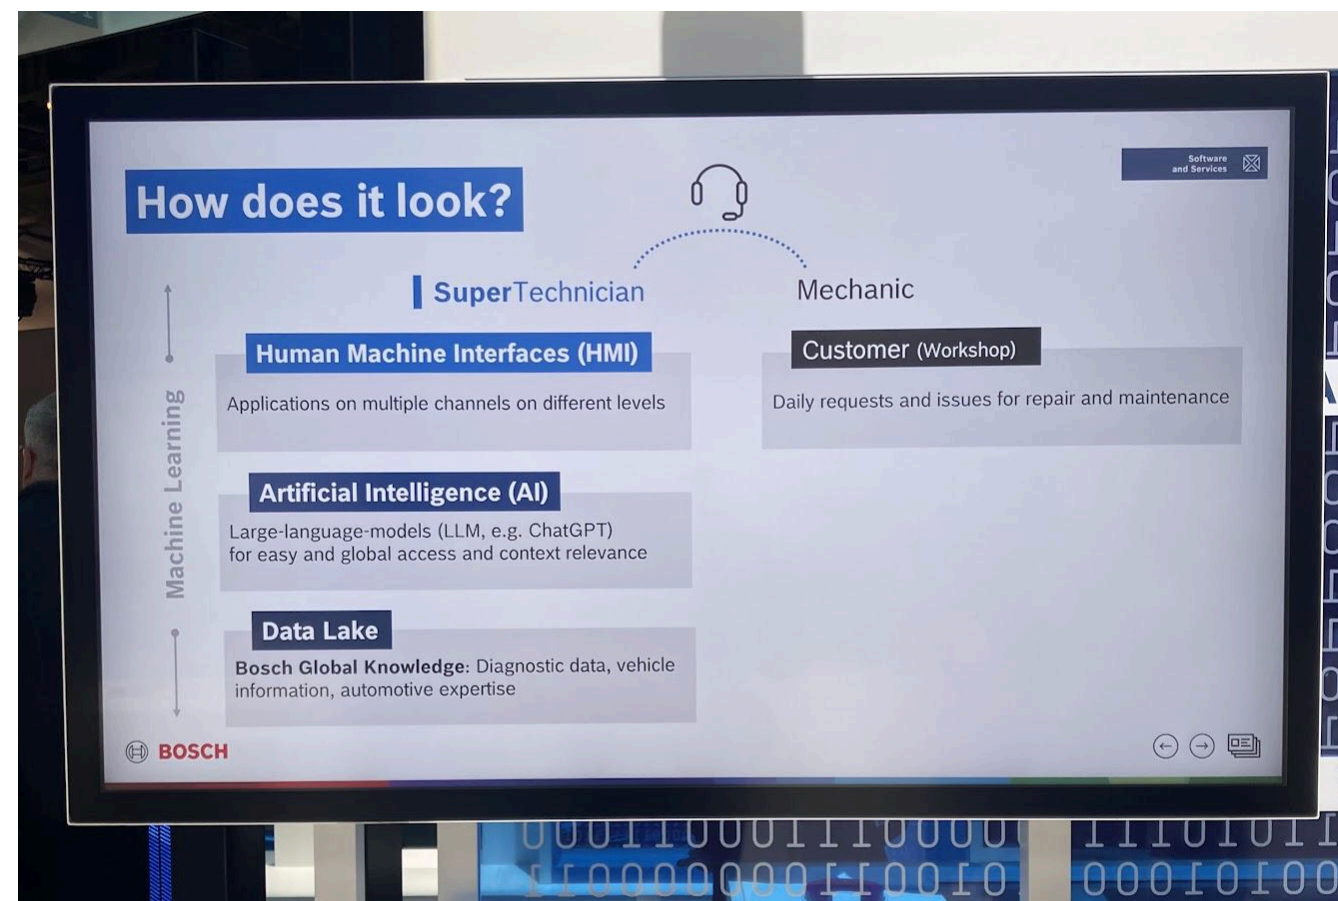 How does it look?
Software
and Services
SuperTechnician
Mechanic
Human Machine Interfaces (HMI)
Applications on multiple channels on different levels
Customer (Workshop)
Daily requests and issues for repair and maintenance
Machine Learning
Artificial Intelligence (AI)
Large-language-models (LLM, e.g. ChatGPT)
for easy and global access and context relevance
Data Lake
Bosch Global Knowledge: Diagnostic data, vehicle
information, automotive expertise
BOSCH